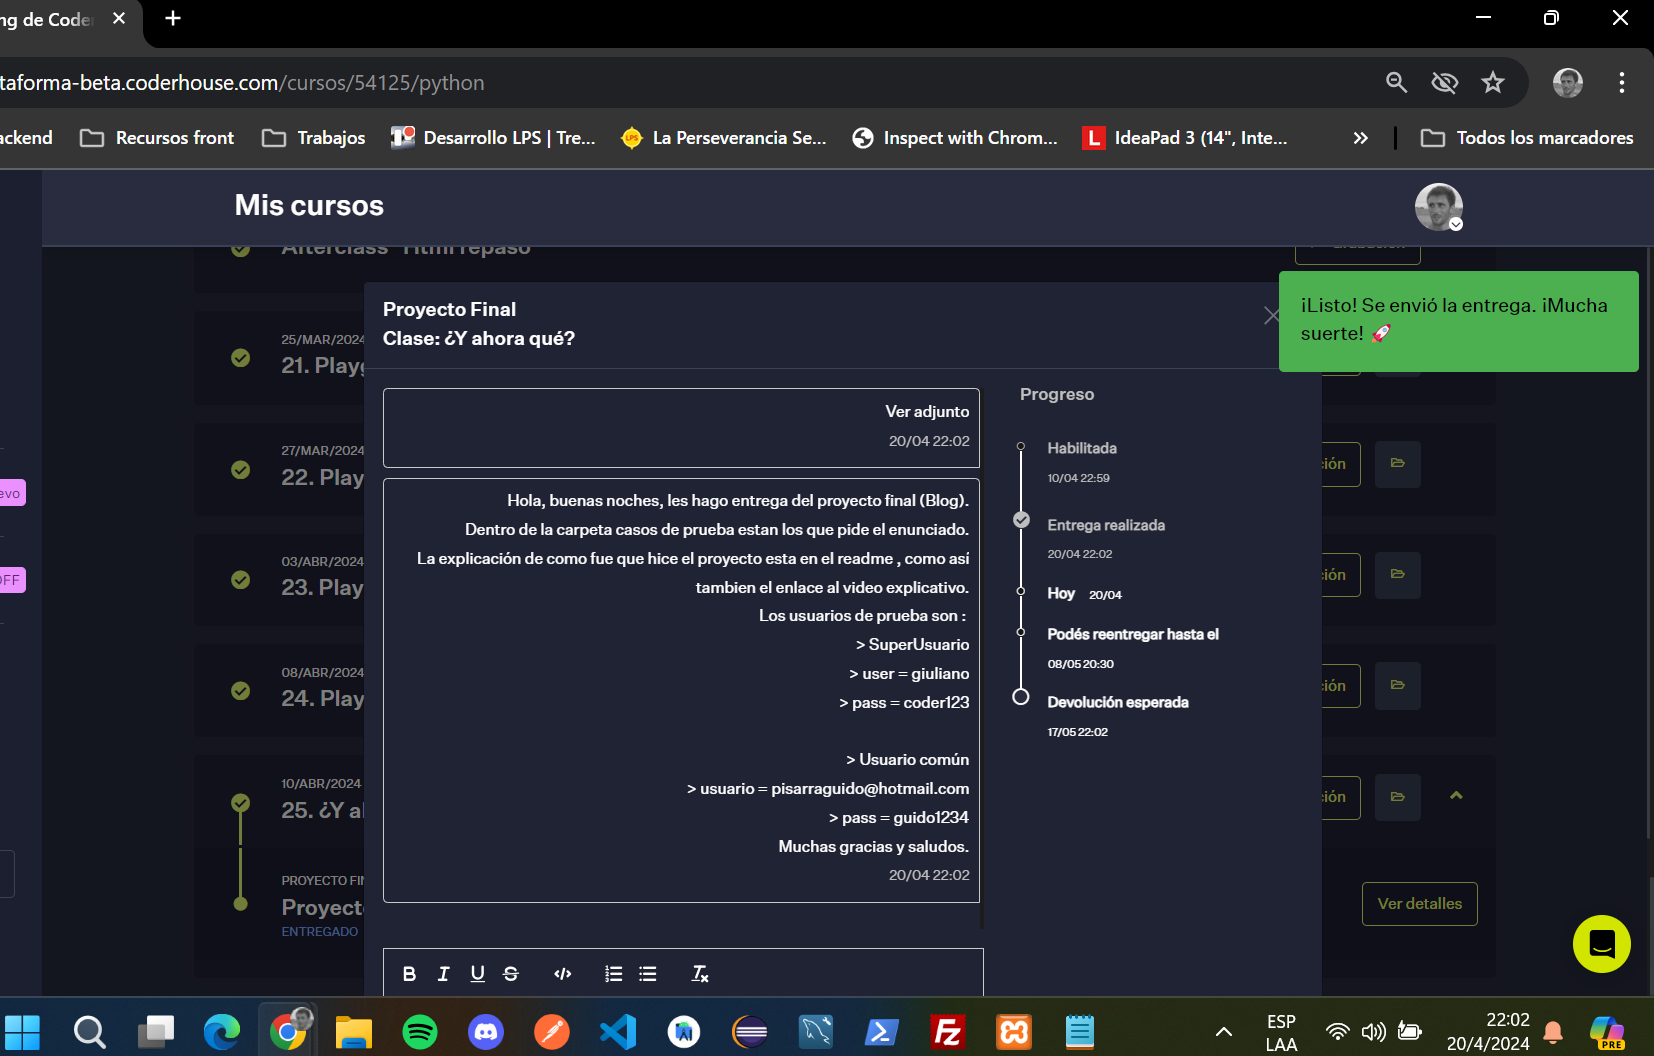 ng de Code
taforma-beta.coderhouse.com/cursos/54125/python
ackend
Recursos front
Trabajos
Desarrollo LPS | Tre...
La Perseverancia Se...
Inspect with Chrom...
IdeaPad 3 (14", Inte...
Todos los marcadores
Mis cursos
Afterclass
Html repaso
¡Listo! Se envió la entrega. ¡Mucha
suerte! 🚀
Proyecto Final
Clase: ¿Y ahora qué?
25/MAR/2024
21. Play
27/MAR/2024
22. Play
03/ABR/2024
23. Play
08/ABR/2024
24. Play
10/ABR/2024
25. ¿Y a
PROYECTO FI
Proyect
ENTREGADO
evo
OFF
Ver adjunto
20/04 22:02
Hola, buenas noches, les hago entrega del proyecto final (Blog).
Dentro de la carpeta casos de prueba estan los que pide el enunciado.
La explicación de como fue que hice el proyecto esta en el readme , como así
tambien el enlace al video explicativo.
Los usuarios de prueba son :
> SuperUsuario
> user = giuliano
> pass = coder123
> Usuario común
> usuario = pisarraguido@hotmail.com
> pass = guido1234
Muchas gracias y saludos.
20/04 22:02
Progreso
Habilitada
10/04 22:59
Entrega realizada
20/04 22:02
Hoy 20/04
Podés reentregar hasta el
08/05 20:30
Devolución esperada
17/05 22:02
ión
ión
ión
ión
Ver detalles
B I U S
ESP
LAA
22:02
20/4/2024
PRE